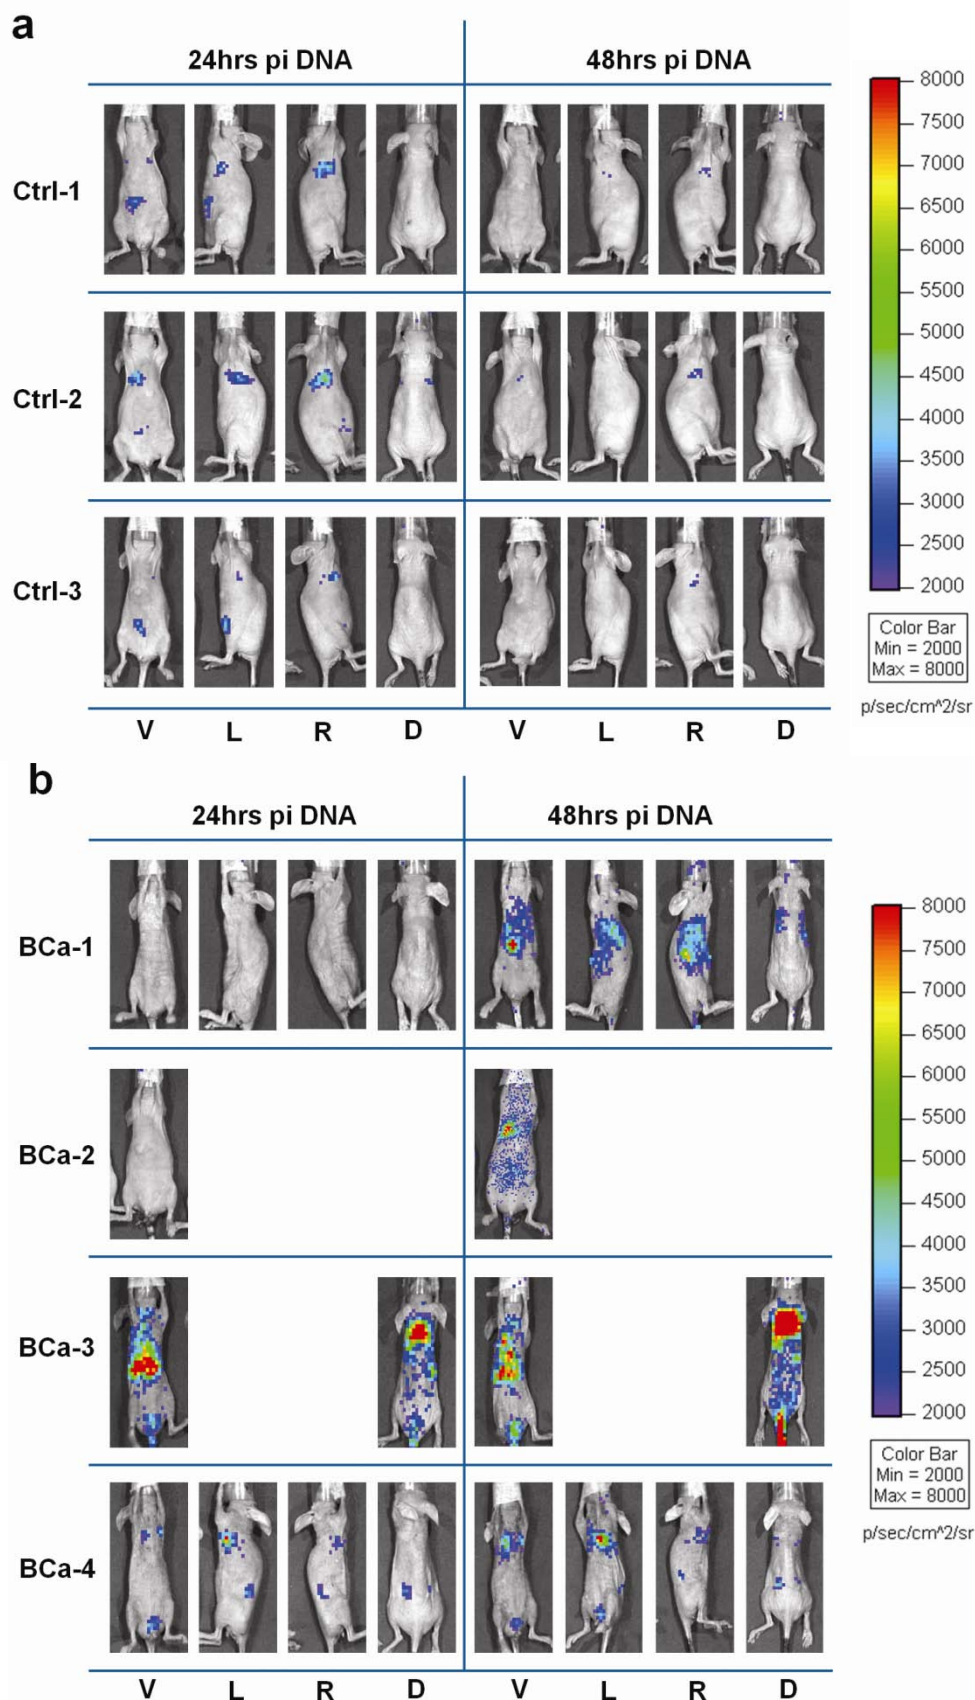 a
24hrs pi DNA 48hrs pi DNA
Ctrl-1
Ctrl-2
Ctrl-3
V L R D V L R D
8000
7500
7000
6500
6000
5500
5000
4500
4000
3500
3000
2500
2000
Color Bar
Min = 2000
Max = 8000
p/sec/cm^2/sr
b
24hrs pi DNA 48hrs pi DNA
BCa-1
BCa-2
BCa-3
BCa-4
V L R D V L R D
8000
7500
7000
6500
6000
5500
5000
4500
4000
3500
3000
2500
2000
Color Bar
Min = 2000
Max = 8000
p/sec/cm^2/sr